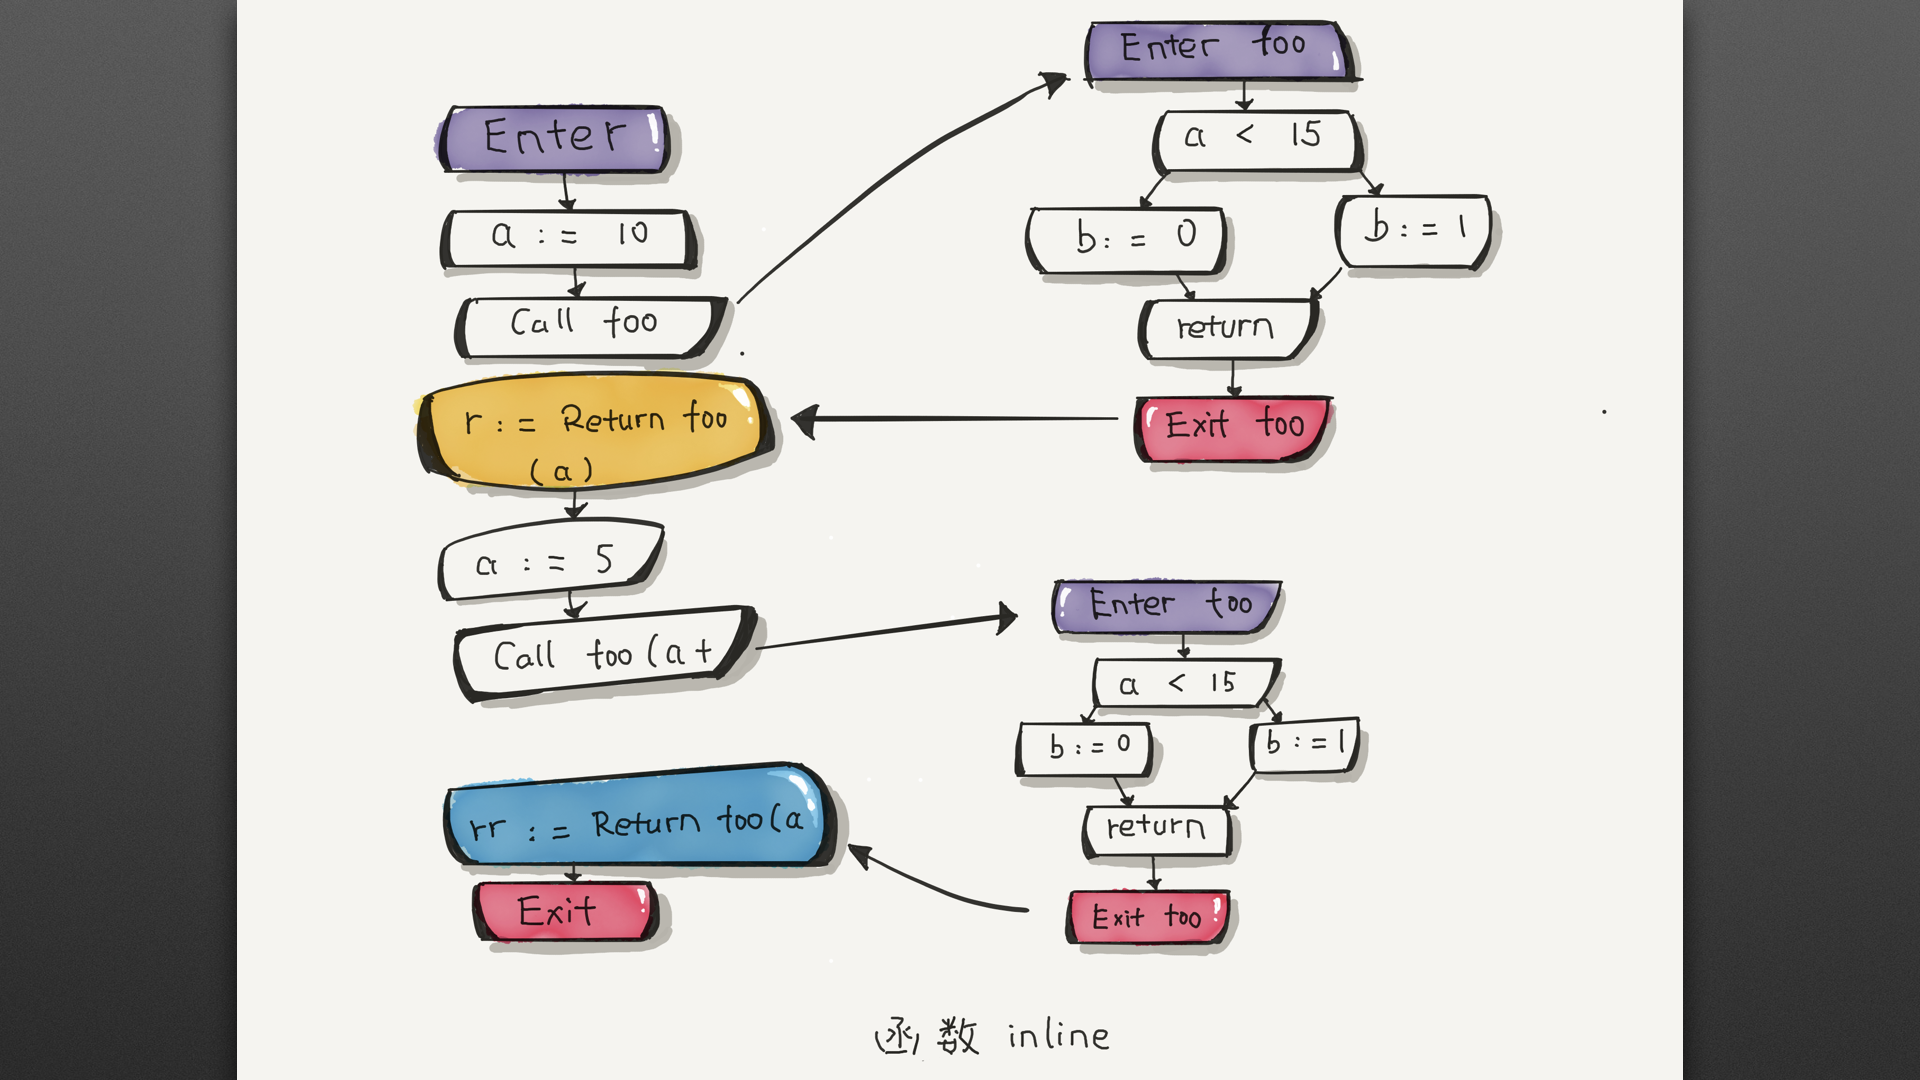 Enter
a := 10
Call foo
r := Return foo
(a)
a := 5
Call foo(a+
rr := Return foo(a
Exit
Enter foo
a < 15
b:= 0
b:= 1
return
Exit foo
Enter foo
a < 15
b:=0
b:=1
return
Exit foo
函数 inline